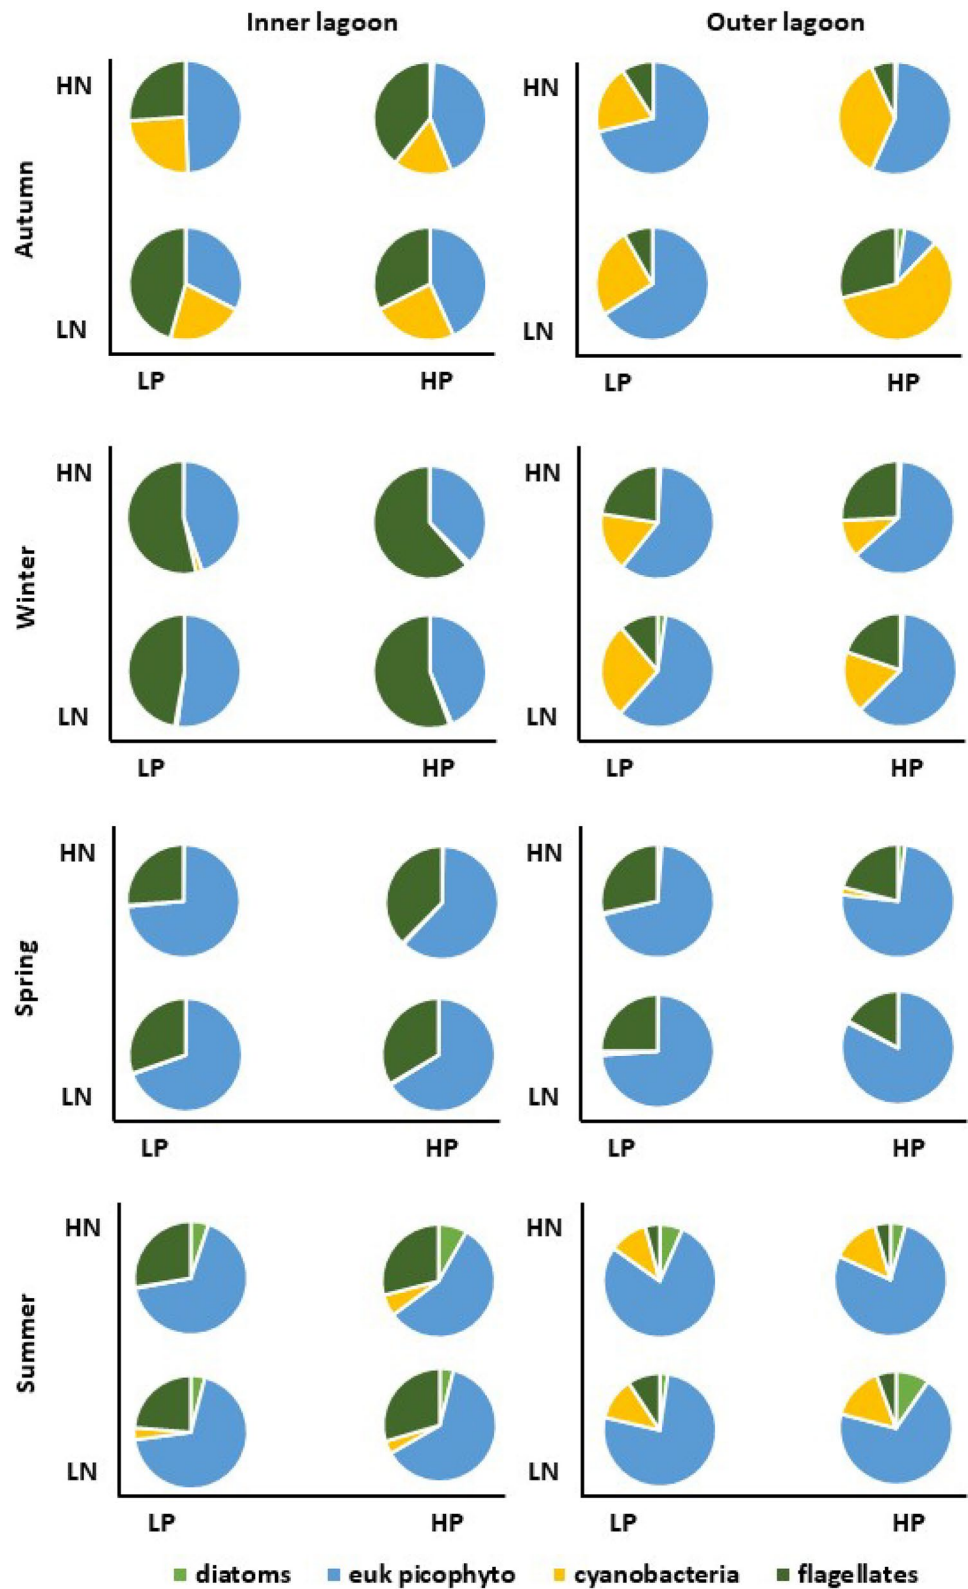 Inner lagoon Outer lagoon
HN HN
Autumn
LN LN
LP HP LP HP
HN HN
Winter
LN LN
LP HP LP HP
HN HN
Spring
LN LN
LP HP LP HP
HN HN
Summer
LN LN
LP HP LP HP
diatoms euk picophyto cyanobacteria flagellates